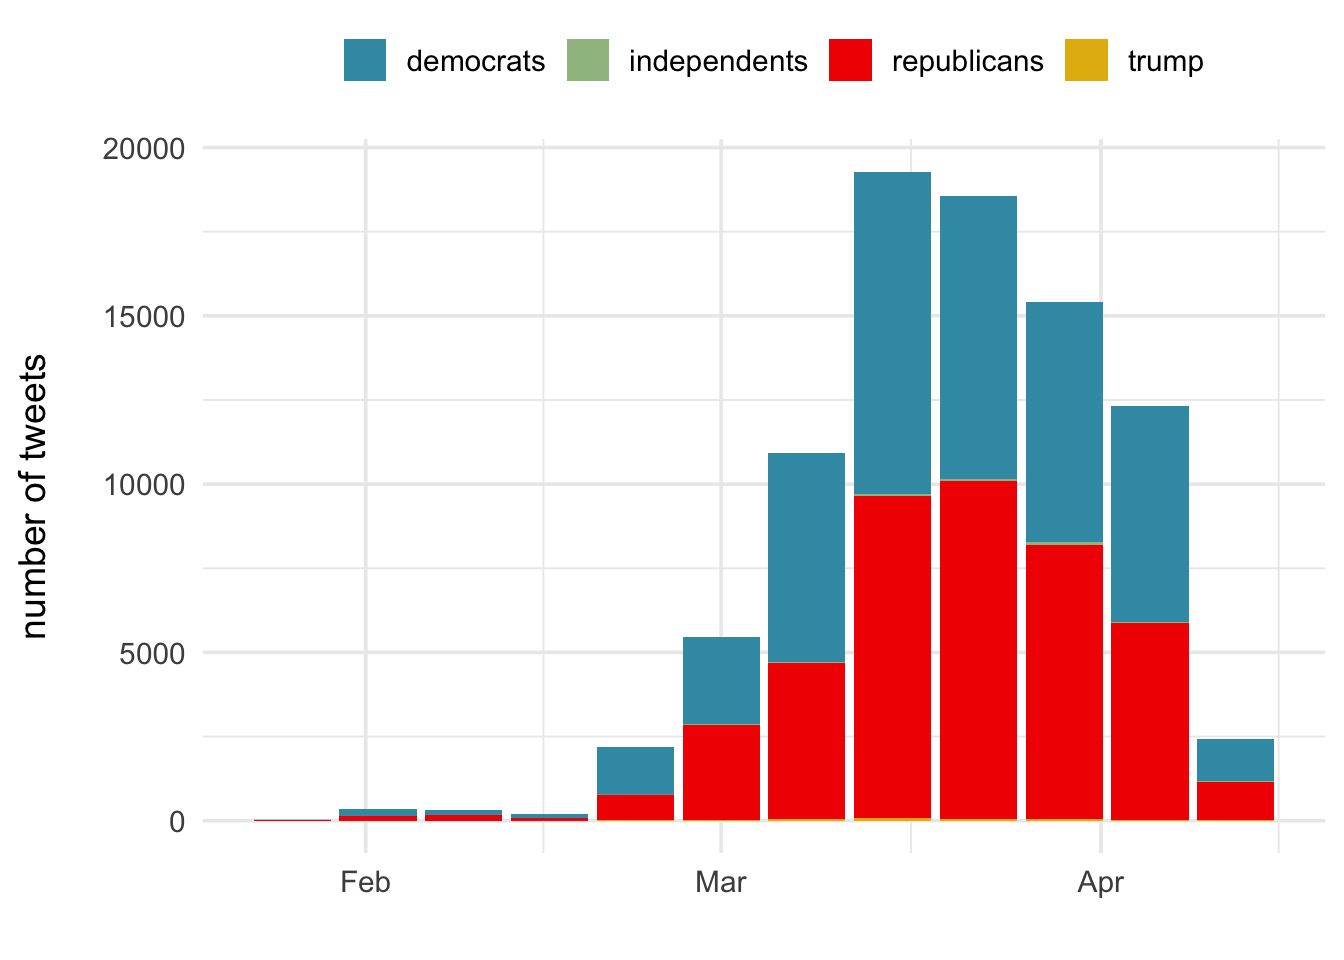 democrats independents republicans trump
20000
15000
10000
5000
0
number of tweets
Feb Mar Apr